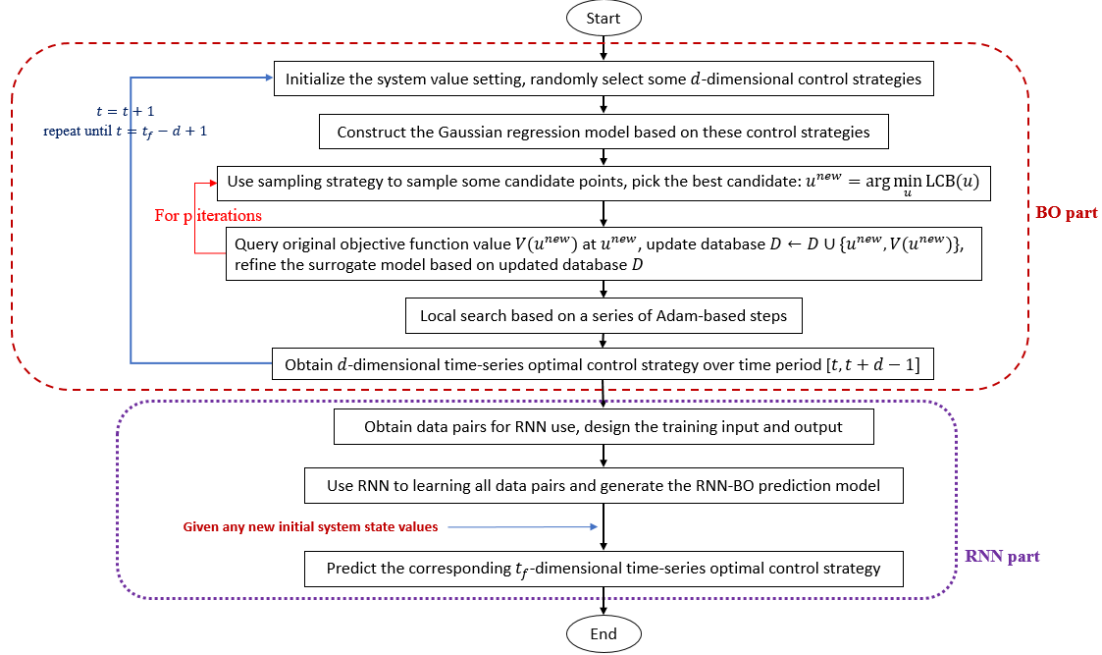 Start
Initialize the system value setting, randomly select some d-dimensional control strategies
t = t + 1
repeat until t = t_f − d + 1
Construct the Gaussian regression model based on these control strategies
Use sampling strategy to sample some candidate points, pick the best candidate: u^{new} = arg min_u LCB(u)
For p iterations
BO part
Query original objective function value V(u^{new}) at u^{new}, update database D ← D ∪ {u^{new}, V(u^{new})},
refine the surrogate model based on updated database D
Local search based on a series of Adam-based steps
Obtain d-dimensional time-series optimal control strategy over time period [t, t + d − 1]
Obtain data pairs for RNN use, design the training input and output
Use RNN to learning all data pairs and generate the RNN-BO prediction model
Given any new initial system state values
RNN part
Predict the corresponding t_f-dimensional time-series optimal control strategy
End